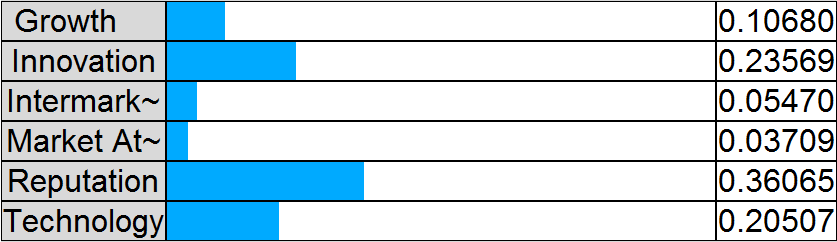 Growth 0.10680
Innovation 0.23569
Intermark~ 0.05470
Market At~ 0.03709
Reputation 0.36065
Technology 0.20507